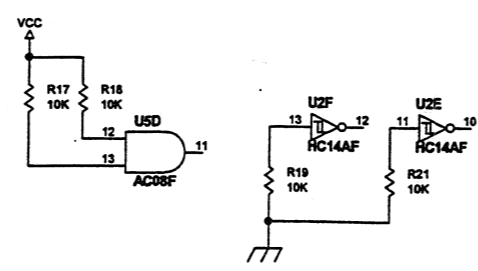 VCC
R17
10K
R18
10K
U5D
12
13
11
AC08F
U2F
13
12
HC14AF
U2E
11
10
HC14AF
R19
10K
R21
10K